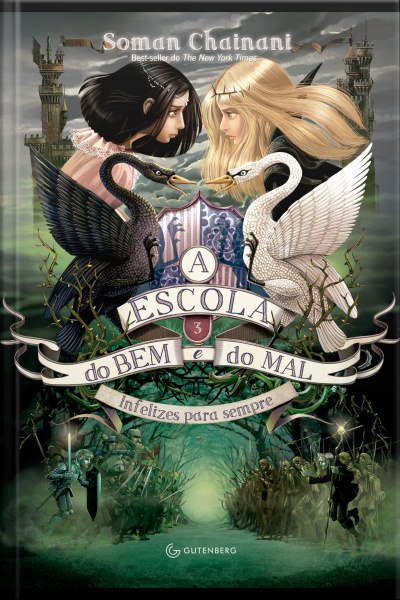 Soman Chainani
Best-seller do The New York Times
A
ESCOLA
3
do BEM e do MAL
Infelizes para sempre
G GUTENBERG